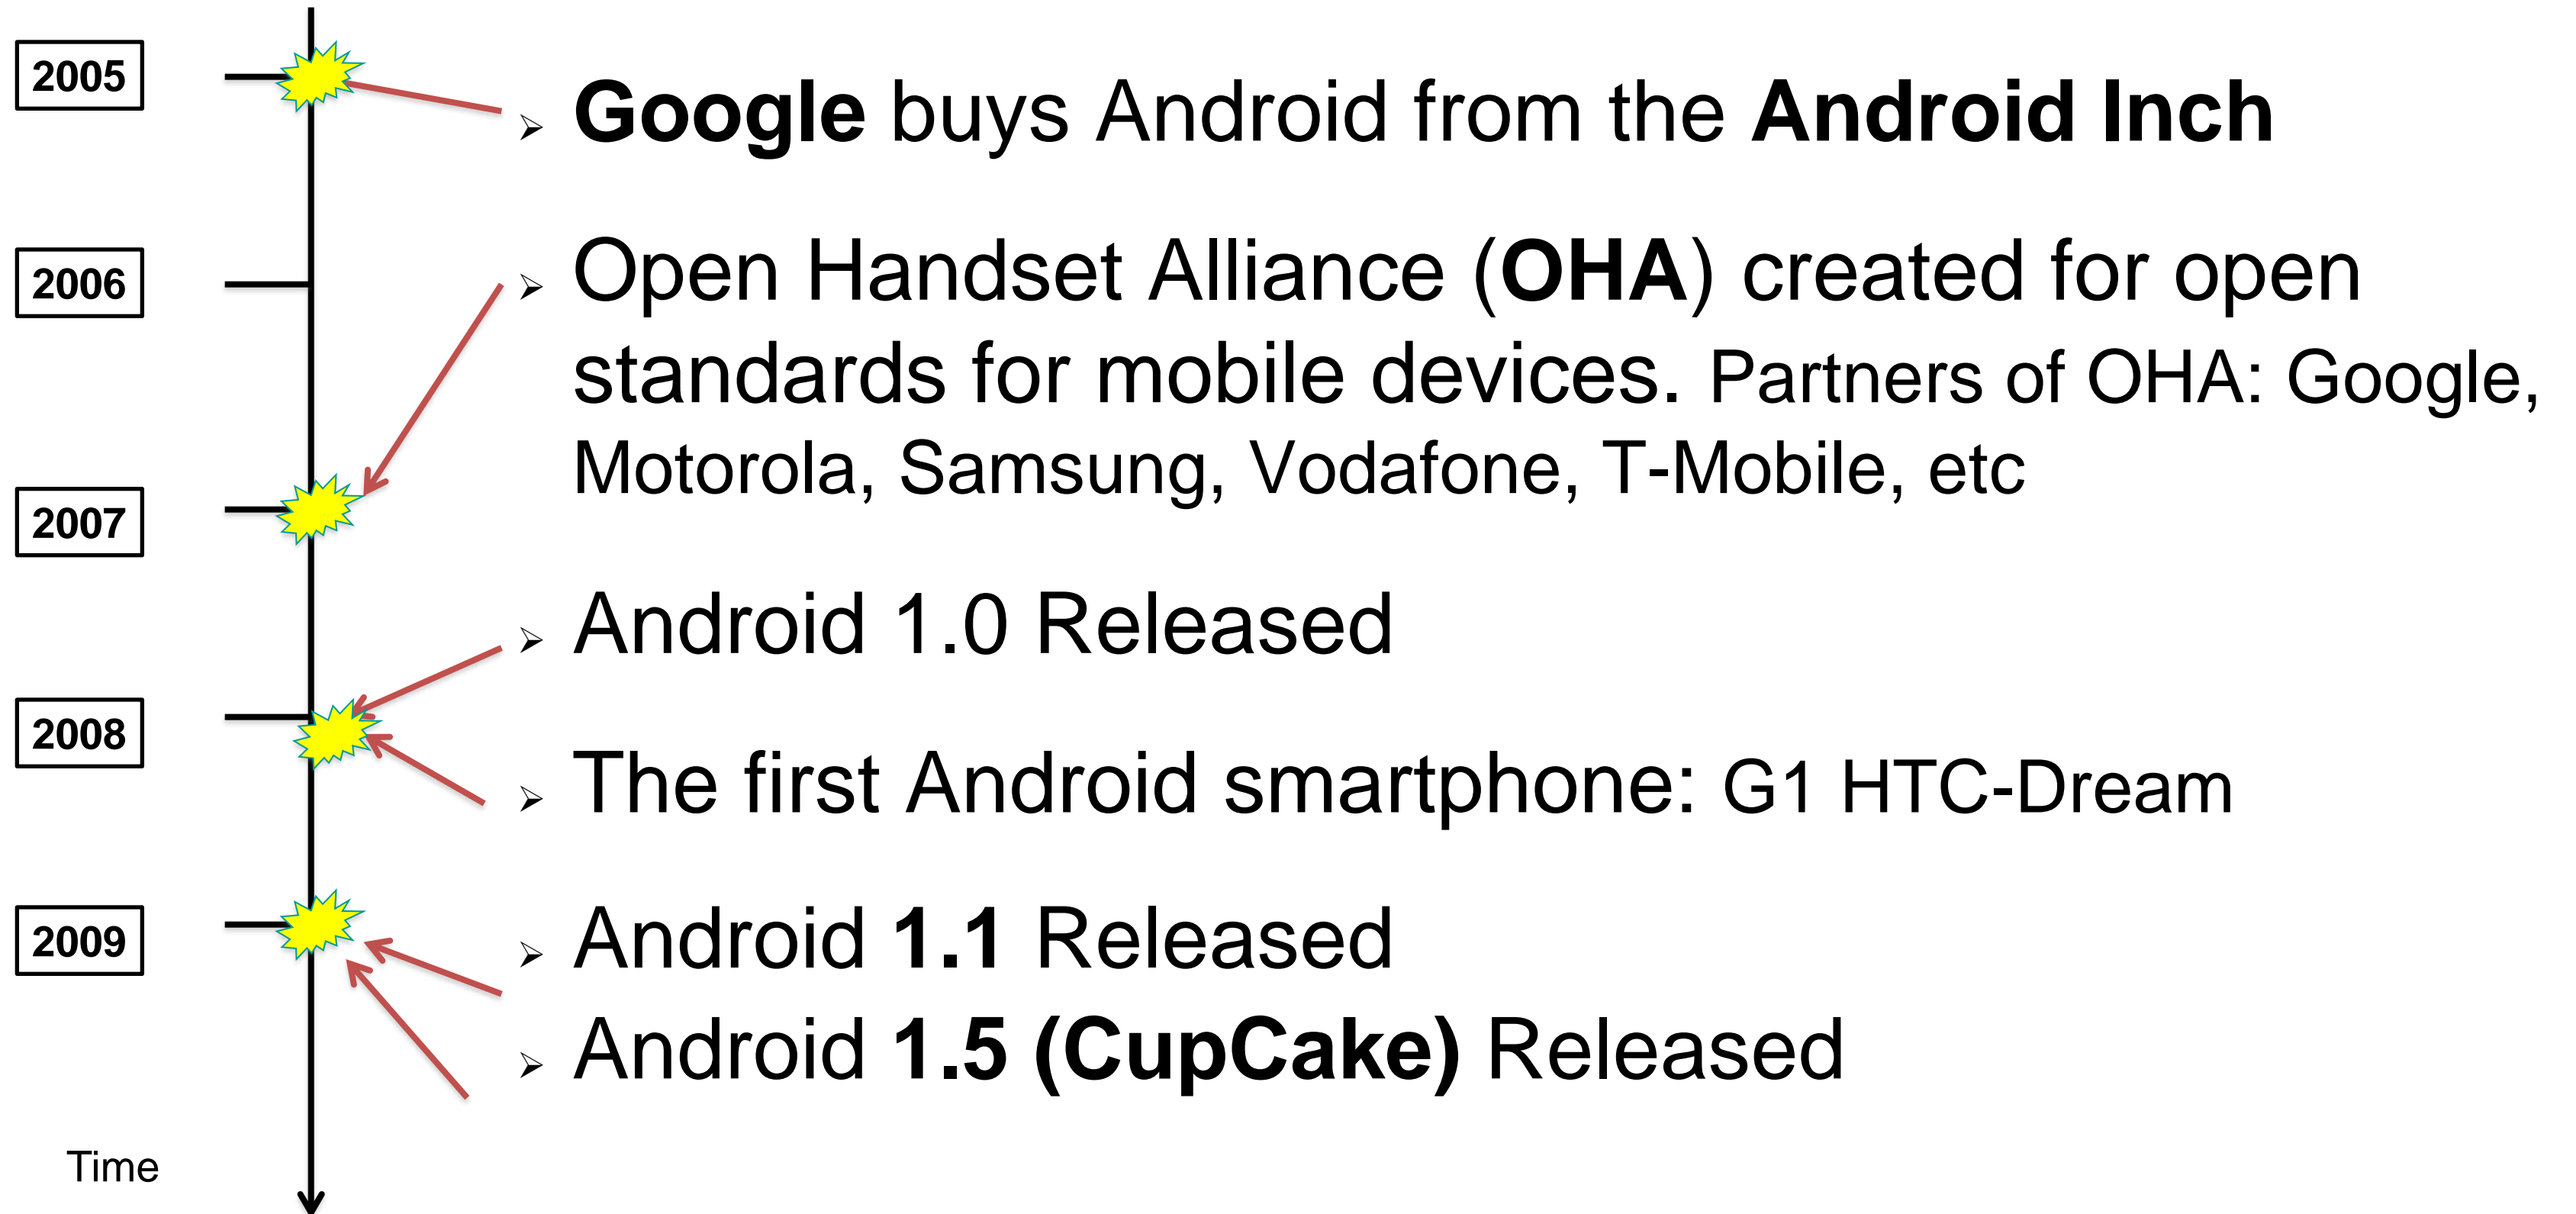 2005
Google buys Android from the Android Inch
2006
Open Handset Alliance (OHA) created for open
standards for mobile devices. Partners of OHA: Google,
Motorola, Samsung, Vodafone, T-Mobile, etc
2007
Android 1.0 Released
2008
The first Android smartphone: G1 HTC-Dream
2009
Android 1.1 Released
Android 1.5 (CupCake) Released
Time